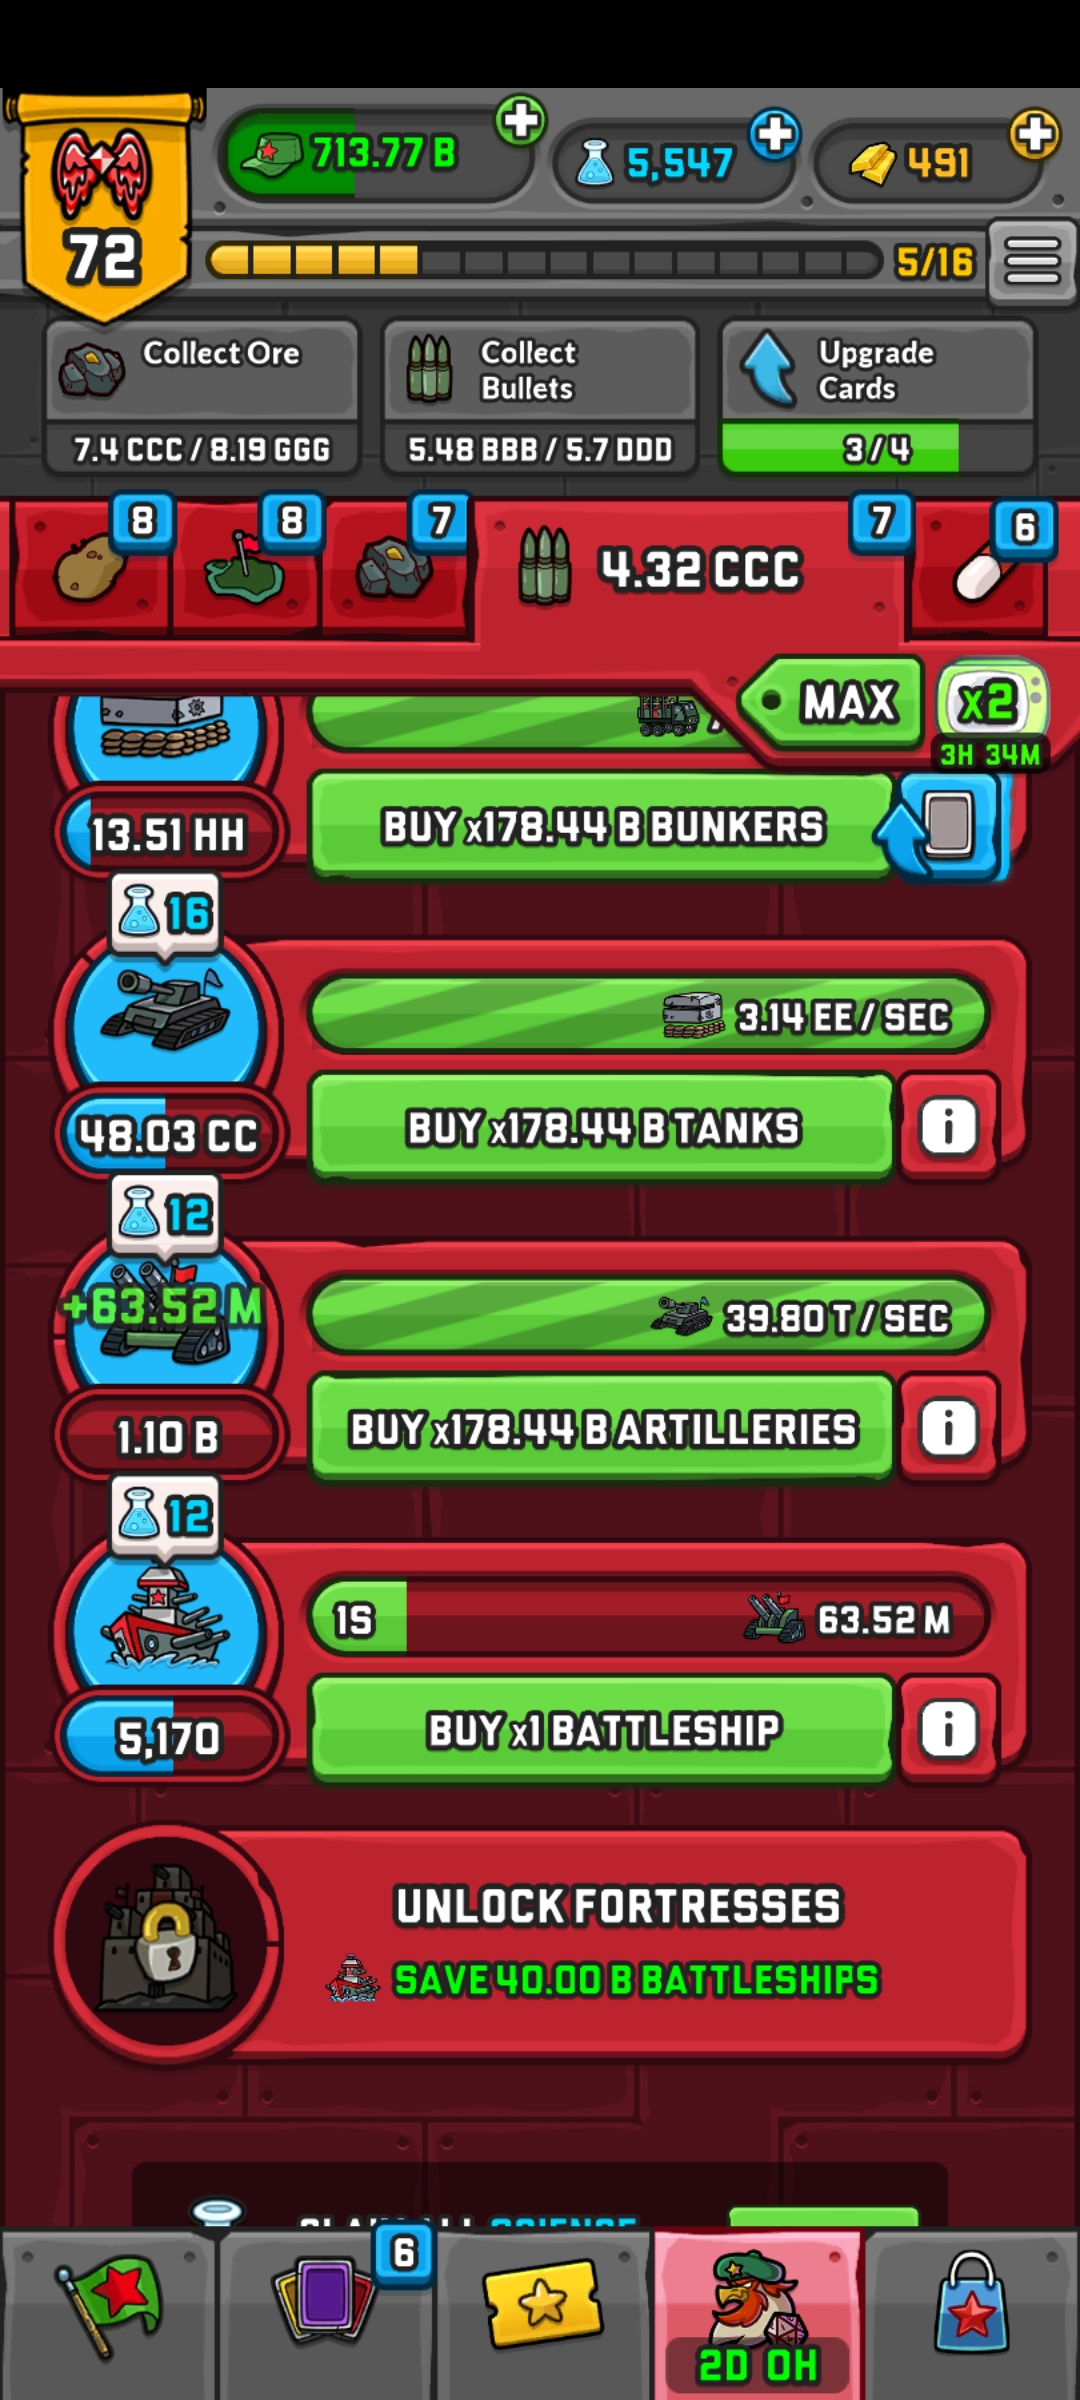 713.77 B
5,547
491
72
5/16
Collect Ore
7.4 CCC / 8.19 GGG
Collect
Bullets
5.48 BBB / 5.7 DDD
Upgrade
Cards
3/4
8
8
7
4.32 CCC
7
6
MAX
x2
3H 34M
13.51 HH
BUY x178.44 B BUNKERS
16
3.14 EE / SEC
48.03 CC
BUY x178.44 B TANKS
12
+63.52 M
39.80 T / SEC
1.10 B
BUY x178.44 B ARTILLERIES
12
1S
63.52 M
5,170
BUY x1 BATTLESHIP
UNLOCK FORTRESSES
SAVE 40.00 B BATTLESHIPS
6
2D 0H